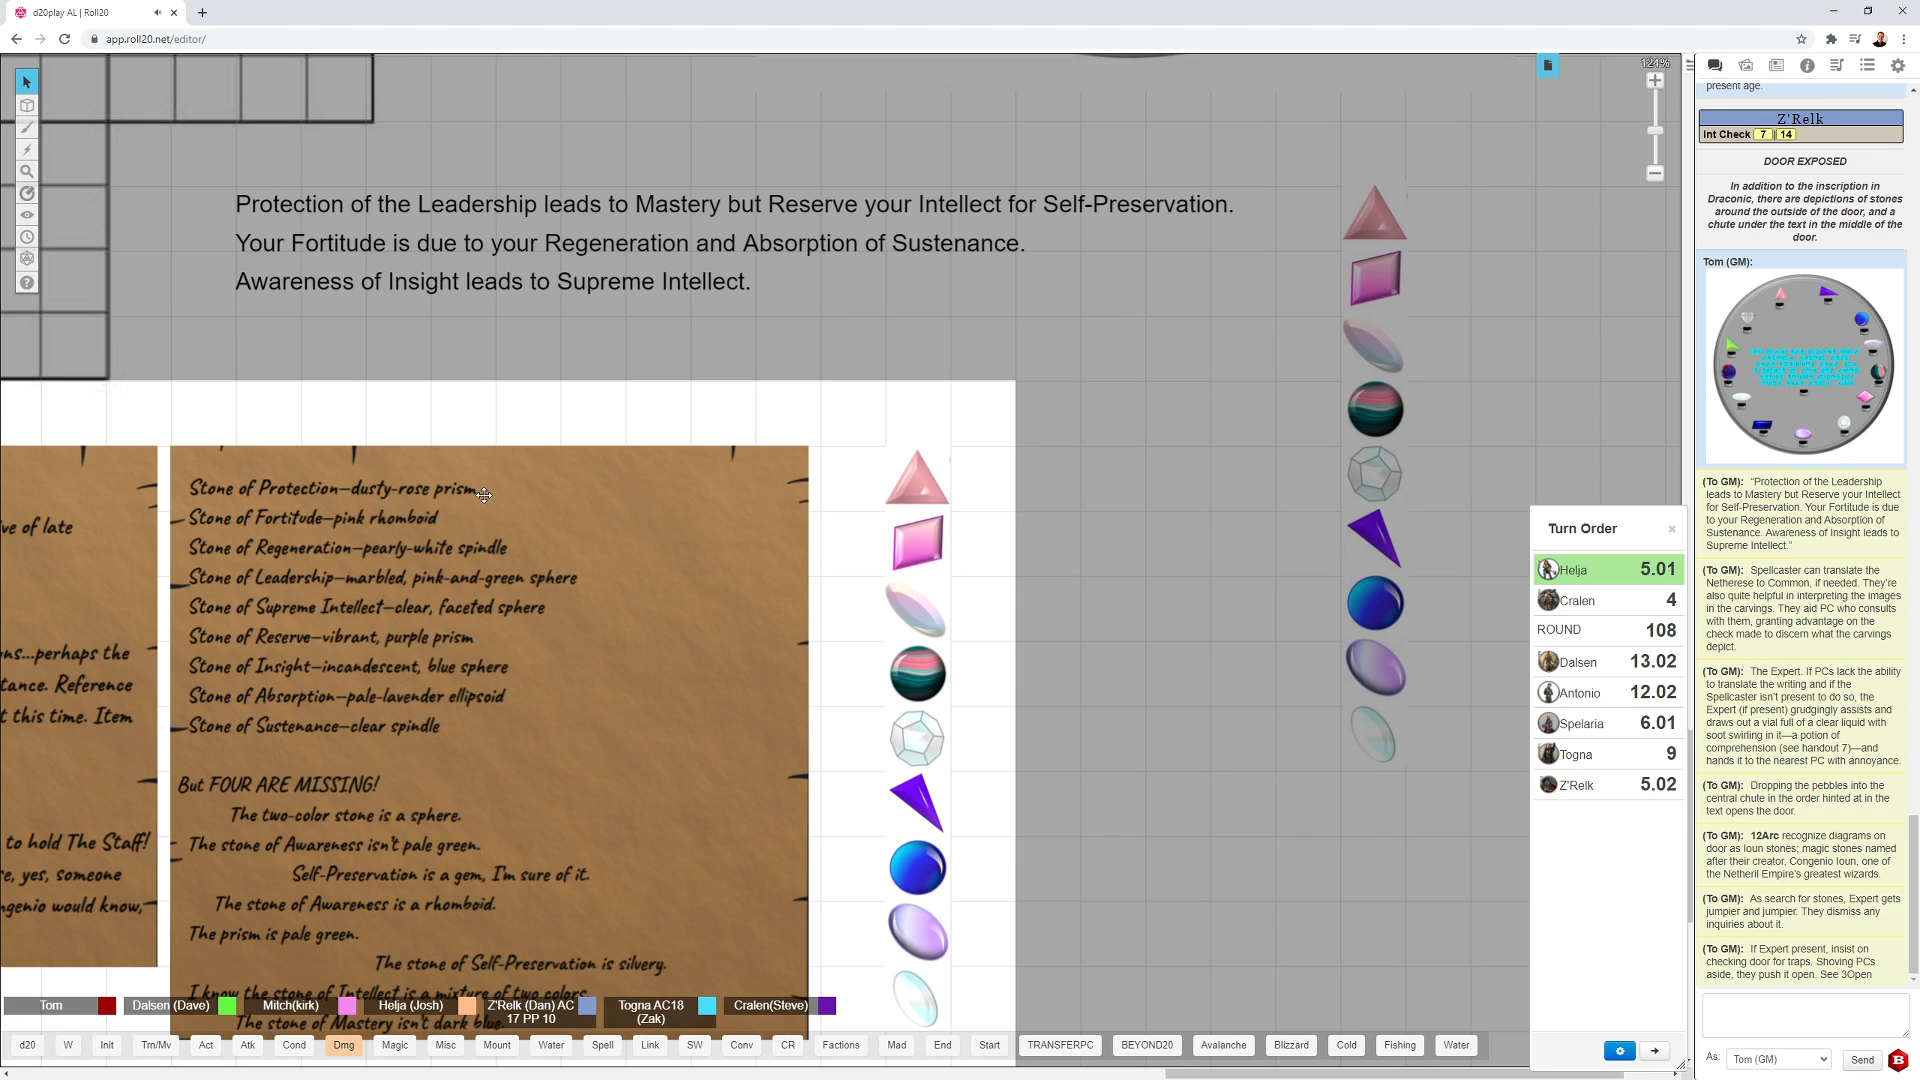 d20play AL | Roll20
app.roll20.net/editor/
124%
Protection of the Leadership leads to Mastery but Reserve your Intellect for Self-Preservation.
Your Fortitude is due to your Regeneration and Absorption of Sustenance.
Awareness of Insight leads to Supreme Intellect.
ve of late
ns...perhaps the
tance. Reference
t this time. Item
to hold The Staff!
e, yes, someone
ngenio would know,
Stone of Protection—dusty-rose prism
Stone of Fortitude—pink rhomboid
Stone of Regeneration—pearly-white spindle
Stone of Leadership—marbled, pink-and-green sphere
Stone of Supreme Intellect—clear, faceted sphere
Stone of Reserve—vibrant, purple prism
Stone of Insight—incandescent, blue sphere
Stone of Absorption—pale-lavender ellipsoid
Stone of Sustenance—clear spindle
But FOUR ARE MISSING!
The two-color stone is a sphere.
The stone of Awareness isn't pale green.
Self-Preservation is a gem, I'm sure of it.
The stone of Awareness is a rhomboid.
The prism is pale green.
The stone of Self-Preservation is silvery.
I know the stone of Intellect is a mixture of two colors.
The stone of Mastery isn't dark blue.
Tom
Dalsen (Dave)
Mitch(kirk)
Helja (Josh)
Z'Relk (Dan) AC
17 PP 10
Togna AC18
(Zak)
Cralen(Steve)
d20 W Init Trn/Mv Act Atk Cond Dmg Magic Misc Mount Water Spell Link SW Conv CR Factions Mad End Start TRANSFERPC BEYOND20 Avalanche Blizzard Cold Fishing Water
Turn Order
Helja 5.01
Cralen 4
ROUND 108
Dalsen 13.02
Antonio 12.02
Spelaria 6.01
Togna 9
Z'Relk 5.02
present age.
Z'Relk
Int Check 7 | 14
DOOR EXPOSED
In addition to the inscription in
Draconic, there are depictions of stones
around the outside of the door, and a
chute under the text in the middle of the
door.
Tom (GM):
(To GM): "Protection of the Leadership
leads to Mastery but Reserve your Intellect
for Self-Preservation. Your Fortitude is due
to your Regeneration and Absorption of
Sustenance. Awareness of Insight leads to
Supreme Intellect."
(To GM): Spellcaster can translate the
Netherese to Common, if needed. They're
also quite helpful in interpreting the images
in the carvings. They aid PC who consults
with them, granting advantage on the
check made to discern what the carvings
depict.
(To GM): The Expert. If PCs lack the ability
to translate the writing and if the
Spellcaster isn't present to do so, the
Expert (if present) grudgingly assists and
draws out a vial full of a clear liquid with
soot swirling in it—a potion of
comprehension (see handout 7)—and
hands it to the nearest PC with annoyance.
(To GM): Dropping the pebbles into the
central chute in the order hinted at in the
text opens the door.
(To GM): 12Arc recognize diagrams on
door as Ioun stones; magic stones named
after their creator, Congenio Ioun, one of
the Netheril Empire's greatest wizards.
(To GM): As search for stones, Expert gets
jumpier and jumpier. They dismiss any
inquiries about it.
(To GM): If Expert present, insist on
checking door for traps. Shoving PCs
aside, they push it open. See 3Open
As: Tom (GM) Send